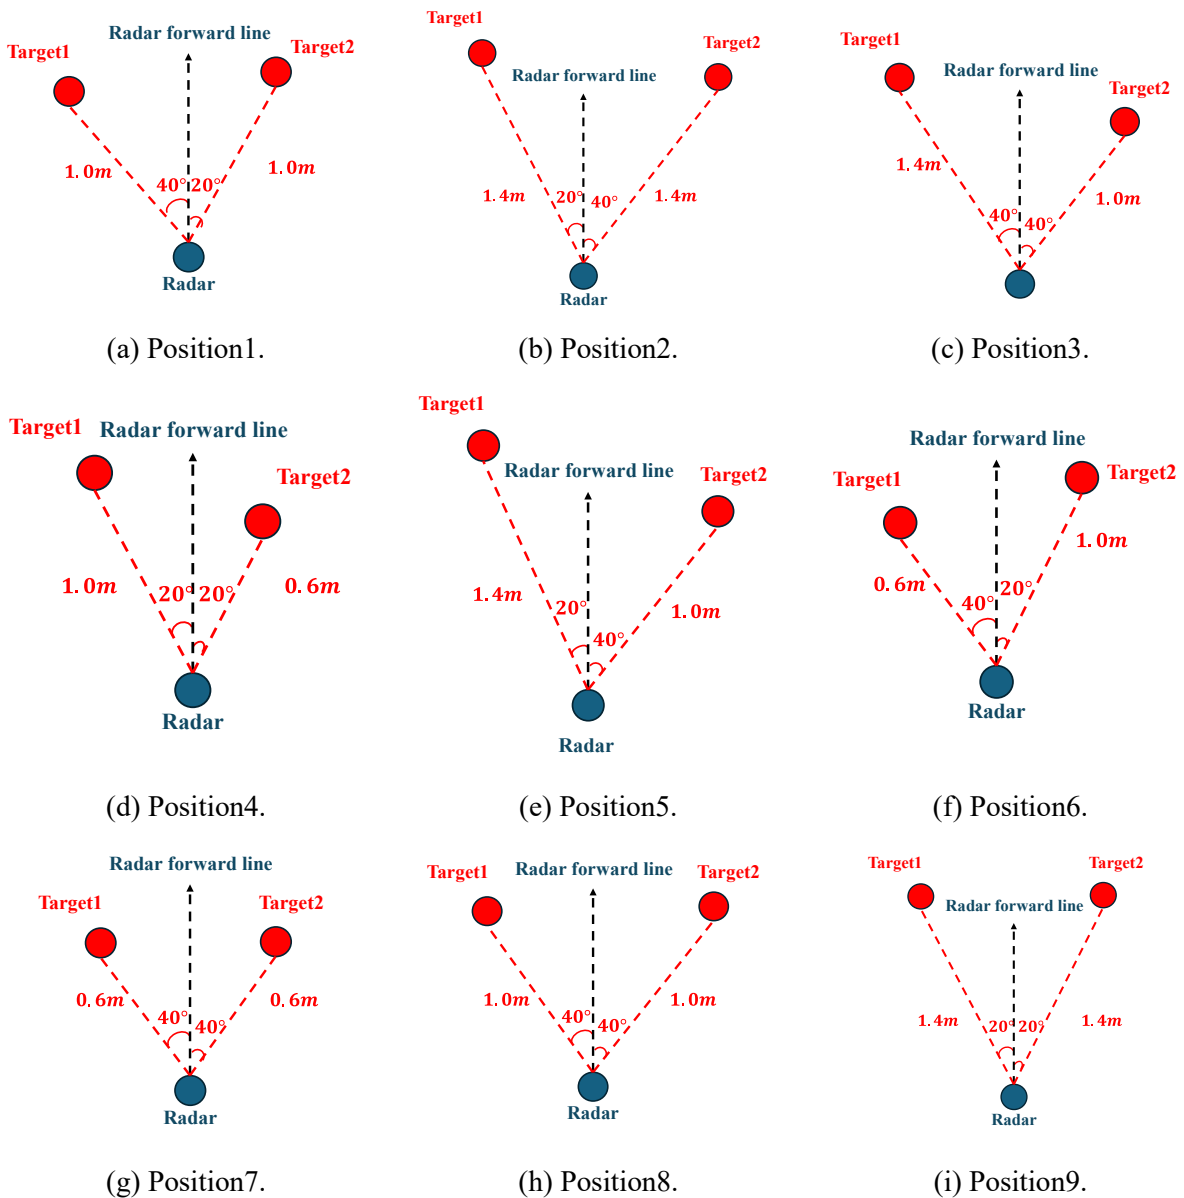 Radar forward line
Target1
Target2
1.0m
40° 20°
1.0m
Radar
(a) Position1.
Target1
Target2
Radar forward line
1.4m
20°
40°
1.4m
Radar
(b) Position2.
Target1
Radar forward line
Target2
1.4m
40° 40°
1.0m
(c) Position3.
Target1 Radar forward line
Target2
1.0m
20° 20°
0.6m
Radar
(d) Position4.
Target1
Radar forward line
Target2
1.4m
20°
40°
1.0m
Radar
(e) Position5.
Radar forward line
Target1
Target2
0.6m
40°
20°
1.0m
Radar
(f) Position6.
Radar forward line
Target1
Target2
0.6m
40°
40°
0.6m
Radar
(g) Position7.
Radar forward line
Target1
Target2
1.0m
40°
40°
1.0m
Radar
(h) Position8.
Target1
Target2
Radar forward line
1.4m
20° 20°
1.4m
Radar
(i) Position9.